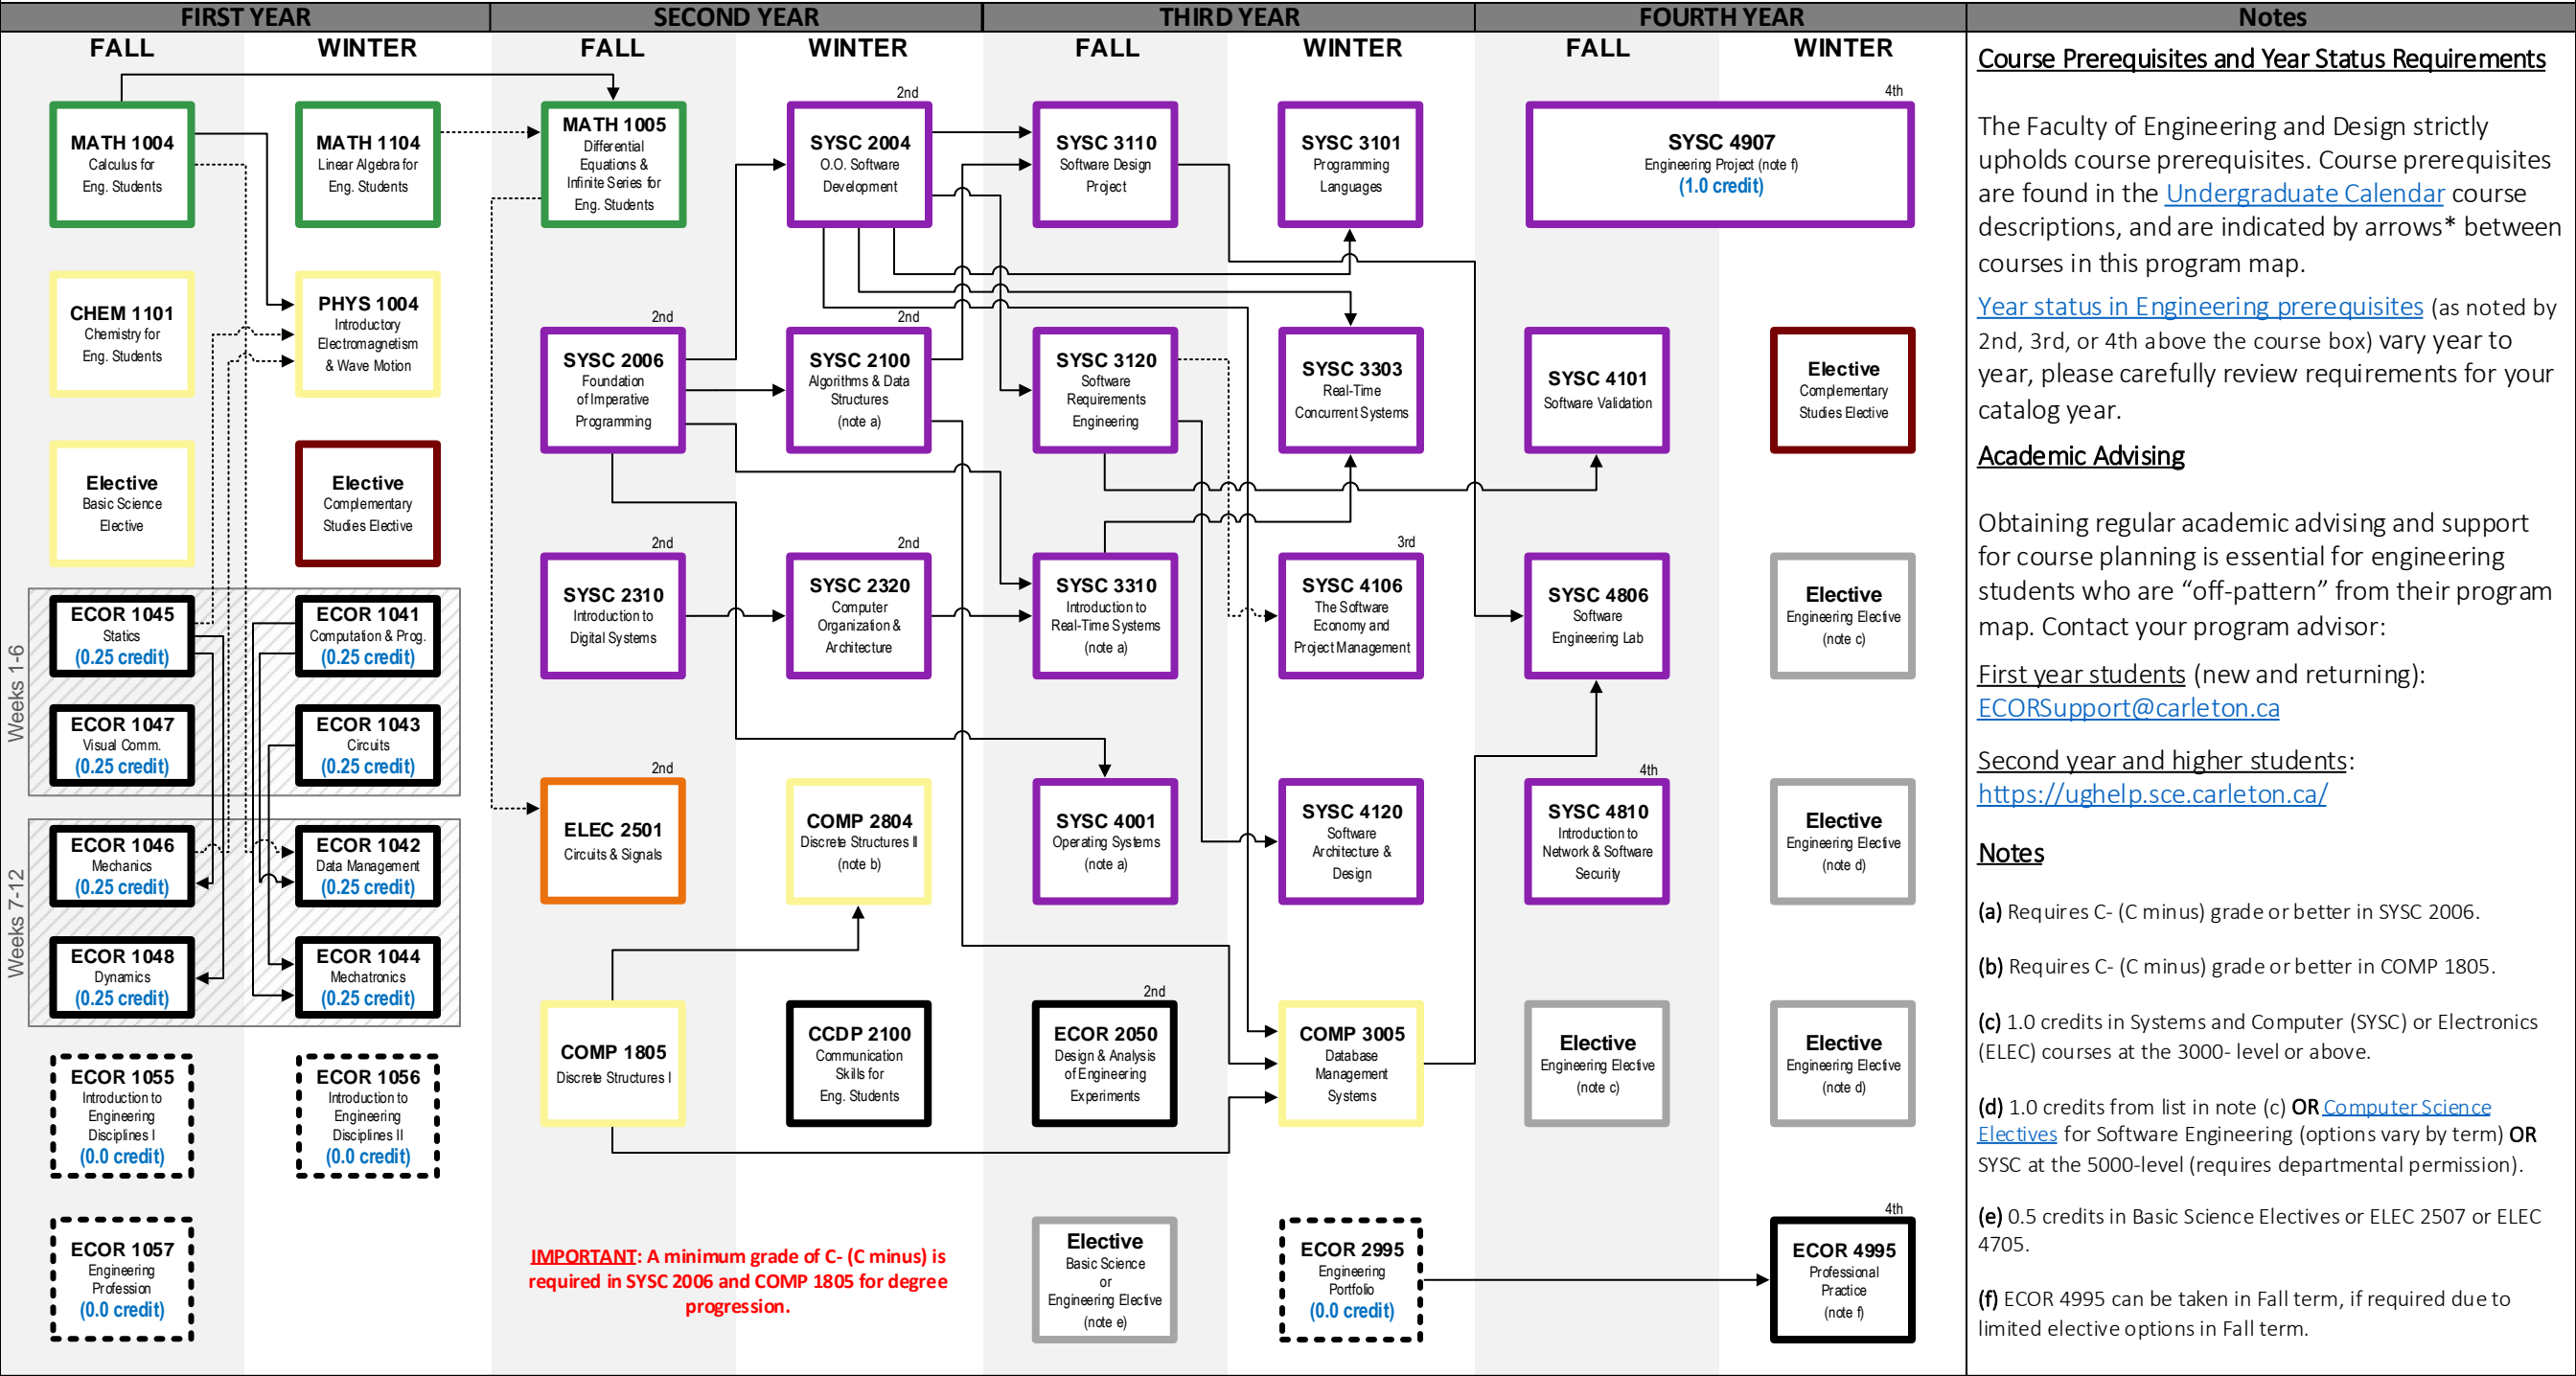 FIRST YEAR
SECOND YEAR
THIRD YEAR
FOURTH YEAR
Notes
FALL
WINTER
FALL
WINTER
FALL
WINTER
FALL
WINTER
MATH 1004
Calculus for
Eng. Students
CHEM 1101
Chemistry for
Eng. Students
Elective
Basic Science
Elective
Weeks 1-6
ECOR 1045
Statics
(0.25 credit)
ECOR 1047
Visual Comm.
(0.25 credit)
Weeks 7-12
ECOR 1046
Mechanics
(0.25 credit)
ECOR 1048
Dynamics
(0.25 credit)
ECOR 1055
Introduction to
Engineering
Disciplines I
(0.0 credit)
ECOR 1057
Engineering
Profession
(0.0 credit)
MATH 1104
Linear Algebra for
Eng. Students
PHYS 1004
Introductory
Electromagnetism
& Wave Motion
Elective
Complementary
Studies Elective
ECOR 1041
Computation & Prog.
(0.25 credit)
ECOR 1043
Circuits
(0.25 credit)
ECOR 1042
Data Management
(0.25 credit)
ECOR 1044
Mechatronics
(0.25 credit)
ECOR 1056
Introduction to
Engineering
Disciplines II
(0.0 credit)
MATH 1005
Differential
Equations &
Infinite Series for
Eng. Students
2nd
SYSC 2006
Foundation
of Imperative
Programming
2nd
SYSC 2310
Introduction to
Digital Systems
2nd
ELEC 2501
Circuits & Signals
COMP 1805
Discrete Structures I
2nd
SYSC 2004
O.O. Software
Development
2nd
SYSC 2100
Algorithms & Data
Structures
(note a)
2nd
SYSC 2320
Computer
Organization &
Architecture
COMP 2804
Discrete Structures II
(note b)
CCDP 2100
Communication
Skills for
Eng. Students
IMPORTANT: A minimum grade of C- (C minus) is
required in SYSC 2006 and COMP 1805 for degree
progression.
SYSC 3110
Software Design
Project
SYSC 3120
Software
Requirements
Engineering
SYSC 3310
Introduction to
Real-Time Systems
(note a)
SYSC 4001
Operating Systems
(note a)
2nd
ECOR 2050
Design & Analysis
of Engineering
Experiments
Elective
Basic Science
or
Engineering Elective
(note e)
SYSC 3101
Programming
Languages
SYSC 3303
Real-Time
Concurrent Systems
3rd
SYSC 4106
The Software
Economy and
Project Management
SYSC 4120
Software
Architecture &
Design
COMP 3005
Database
Management
Systems
ECOR 2995
Engineering
Portfolio
(0.0 credit)
4th
SYSC 4907
Engineering Project (note f)
(1.0 credit)
SYSC 4101
Software Validation
SYSC 4806
Software
Engineering Lab
4th
SYSC 4810
Introduction to
Network & Software
Security
Elective
Engineering Elective
(note c)
Elective
Complementary
Studies Elective
Elective
Engineering Elective
(note c)
Elective
Engineering Elective
(note d)
Elective
Engineering Elective
(note d)
4th
ECOR 4995
Professional
Practice
(note f)
Course Prerequisites and Year Status Requirements
The Faculty of Engineering and Design strictly
upholds course prerequisites. Course prerequisites
are found in the Undergraduate Calendar course
descriptions, and are indicated by arrows* between
courses in this program map.
Year status in Engineering prerequisites (as noted by
2nd, 3rd, or 4th above the course box) vary year to
year, please carefully review requirements for your
catalog year.
Academic Advising
Obtaining regular academic advising and support
for course planning is essential for engineering
students who are “off-pattern” from their program
map. Contact your program advisor:
First year students (new and returning):
ECORSupport@carleton.ca
Second year and higher students:
https://ughelp.sce.carleton.ca/
Notes
(a) Requires C- (C minus) grade or better in SYSC 2006.
(b) Requires C- (C minus) grade or better in COMP 1805.
(c) 1.0 credits in Systems and Computer (SYSC) or Electronics
(ELEC) courses at the 3000- level or above.
(d) 1.0 credits from list in note (c) OR Computer Science
Electives for Software Engineering (options vary by term) OR
SYSC at the 5000-level (requires departmental permission).
(e) 0.5 credits in Basic Science Electives or ELEC 2507 or ELEC
4705.
(f) ECOR 4995 can be taken in Fall term, if required due to
limited elective options in Fall term.